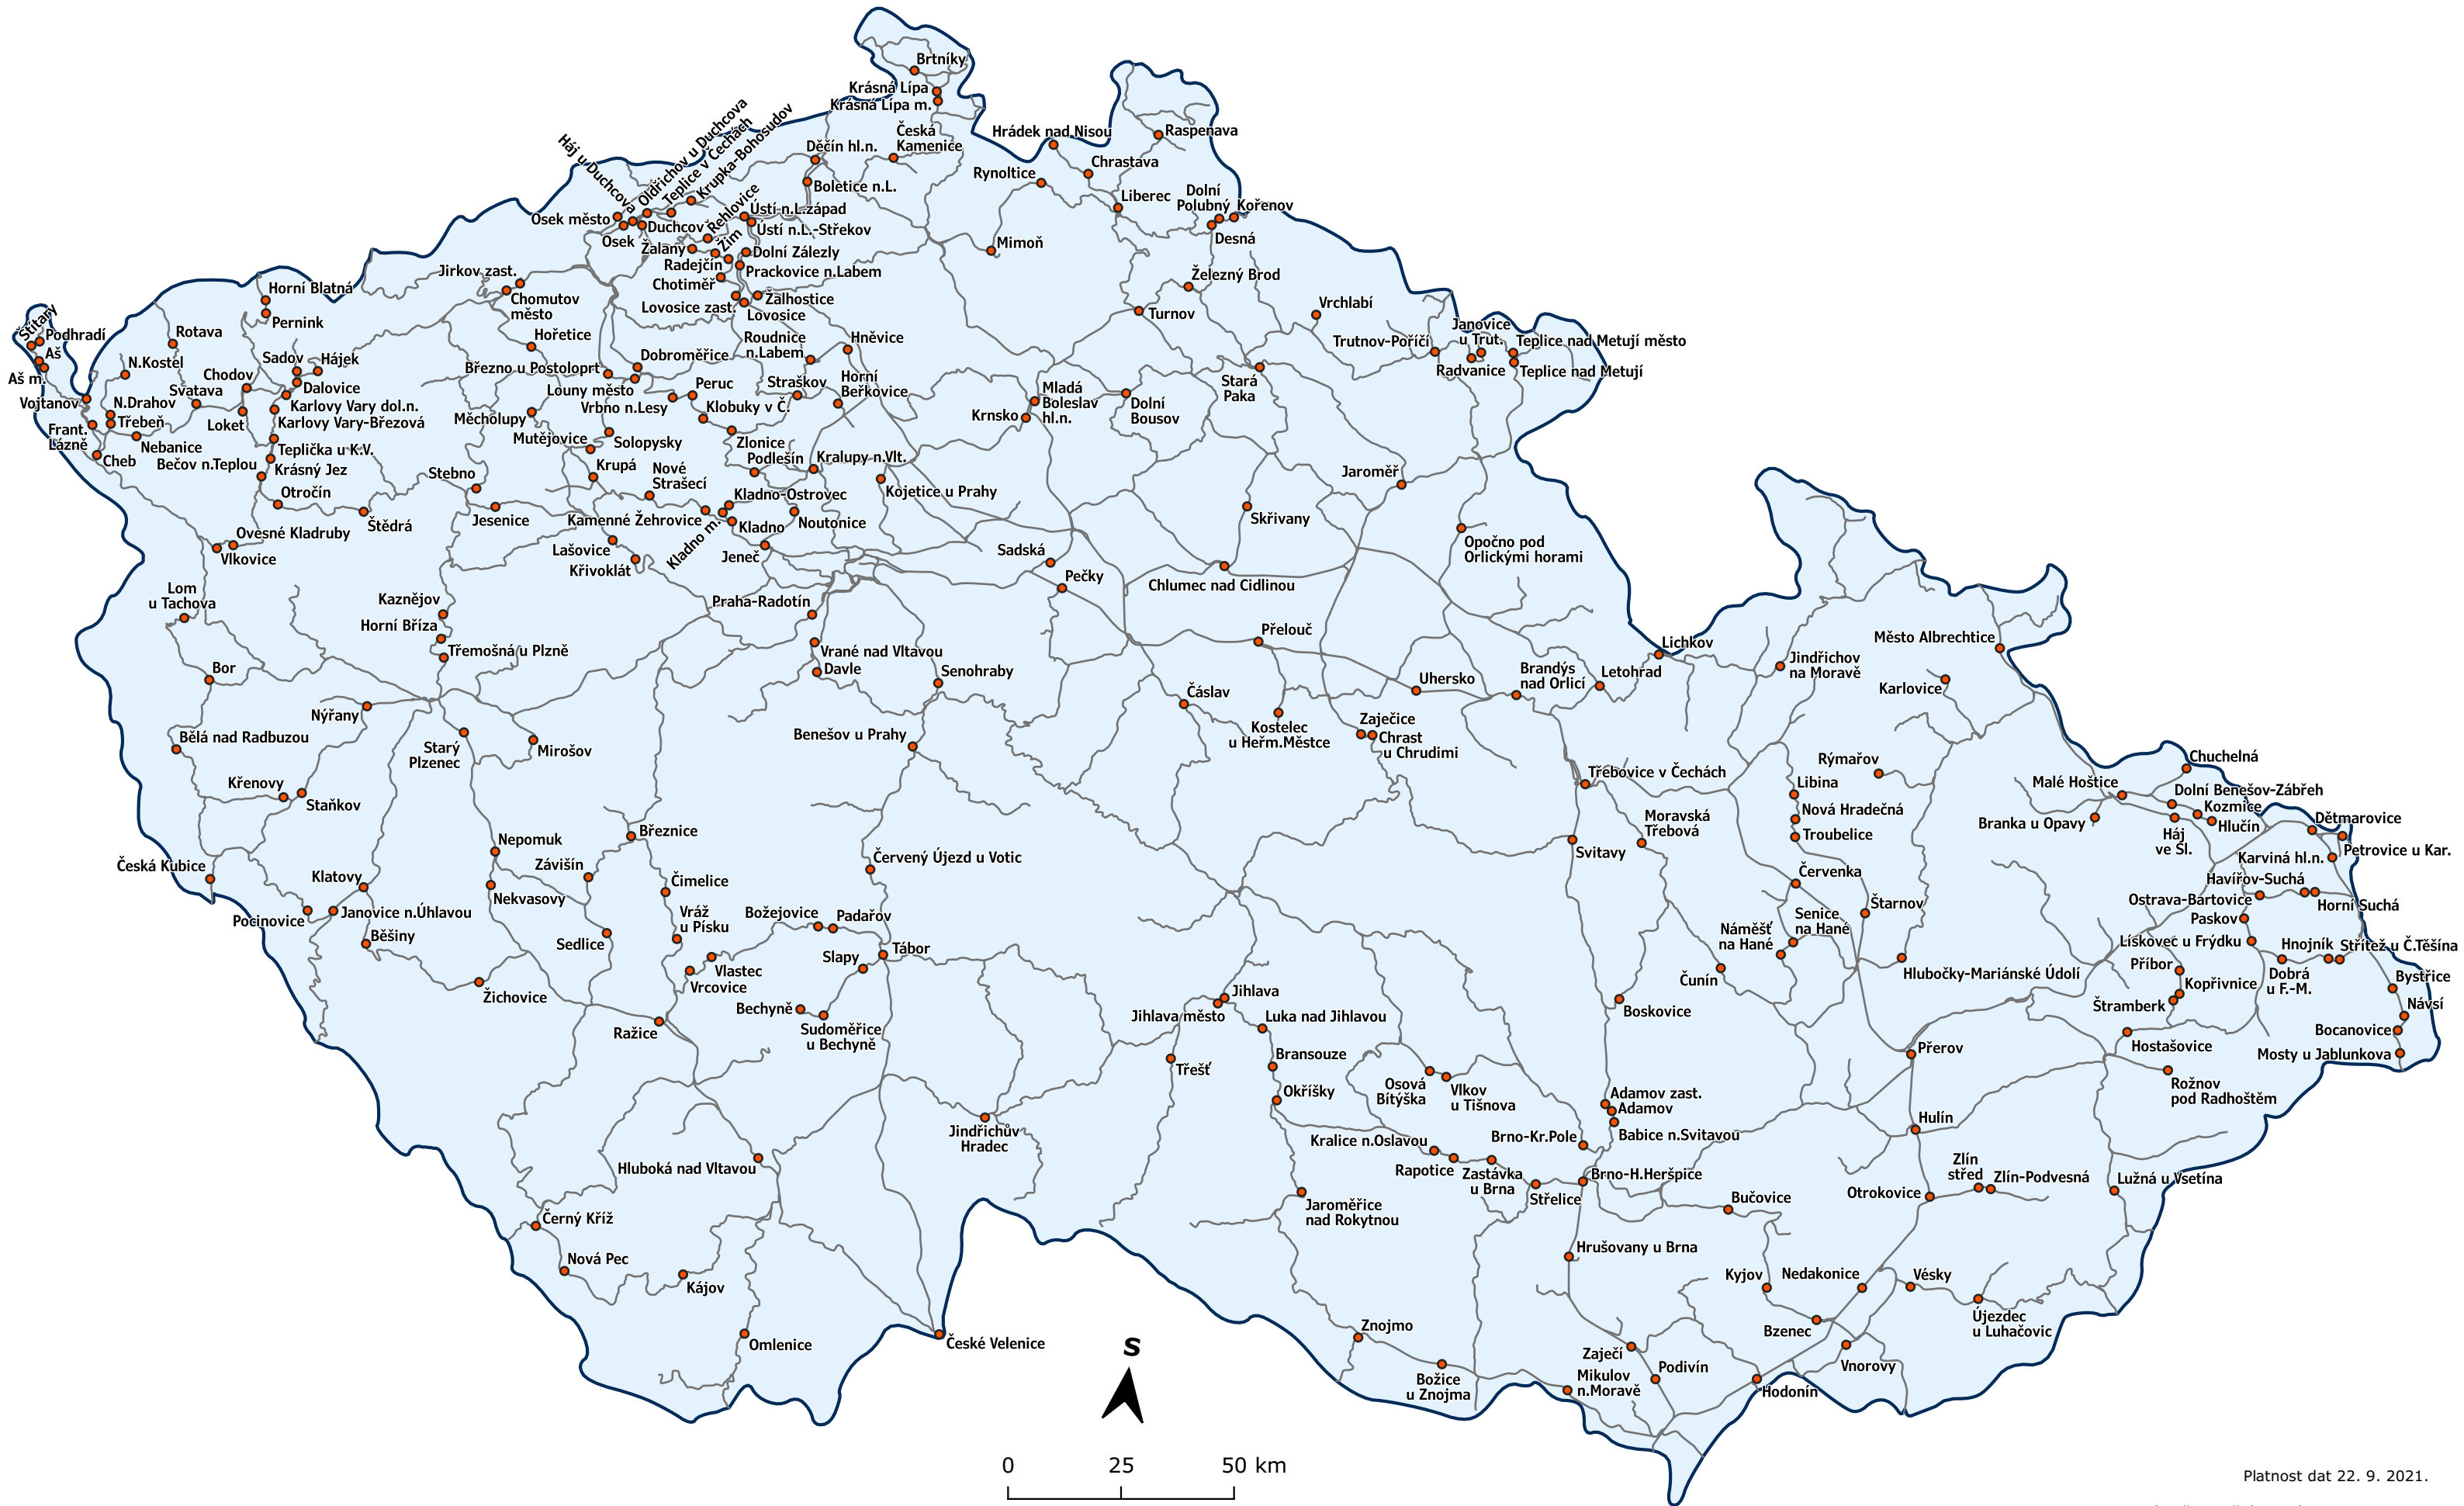 Brtníky
Krásná Lípa
Krásná Lípa m.
Česká
Kamenice
Děčín hl.n.
Boletice n.L.
Hrádek nad Nisou
Raspenava
Chrastava
Rynoltice
Liberec
Dolní
Polubný
Kořenov
Desná
Mimoň
Železný Brod
Turnov
Háj u Duchcova
Oldřichov u Duchcova
Teplice v Čechách
Krupka-Bohosudov
Řehlovice
Osek město
Osek
Duchcov
Ústí n.L.západ
Ústí n.L.-Střekov
Žalany
Žim
Dolní Zálezly
Radejčín
Prackovice n.Labem
Chotiměř
Žalhostice
Lovosice zast.
Lovosice
Jirkov zast.
Chomutov
město
Hořetice
Horní Blatná
Pernink
Štítary
Podhradí
Aš
Aš m.
Rotava
N.Kostel
Sadov
Hájek
Chodov
Dalovice
Svatava
Vojtanov
N.Drahov
Třebeň
Karlovy Vary dol.n.
Karlovy Vary-Březová
Loket
Frant.
Lázně
Nebanice
Cheb
Teplička u K.V.
Bečov n.Teplou
Krásný Jez
Otročín
Štědrá
Ovesné Kladruby
Vlkovice
Roudnice
n.Labem
Hněvice
Dobroměřice
Březno u Postoloprt
Louny město
Peruc
Straškov
Horní
Beřkovice
Vrbno n.Lesy
Klobuky v Č.
Měcholupy
Mutějovice
Solopysky
Zlonice
Podlešín
Kralupy n.Vlt.
Krupá
Nové
Strašecí
Stebno
Jesenice
Kladno-Ostrovec
Kojetice u Prahy
Kamenné Žehrovice
Kladno m.
Kladno
Noutonice
Jeneč
Lašovice
Křivoklát
Vrchlabí
Trutnov-Poříčí
Janovice
u Trut.
Teplice nad Metují město
Radvanice
Teplice nad Metují
Stará
Paka
Mladá
Boleslav
hl.n.
Krnsko
Dolní
Bousov
Jaroměř
Skřivany
Opočno pod
Orlickými horami
Sadská
Pečky
Chlumec nad Cidlinou
Praha-Radotín
Vrané nad Vltavou
Davle
Senohraby
Benešov u Prahy
Lom
u Tachova
Kaznějov
Horní Bříza
Třemošná u Plzně
Bor
Nýřany
Bělá nad Radbuzou
Starý
Plzenec
Mirošov
Křenovy
Staňkov
Přelouč
Lichkov
Letohrad
Brandýs
nad Orlicí
Uhersko
Čáslav
Kostelec
u Heřm.Městce
Zaječice
Chrast
u Chrudimi
Jindřichov
na Moravě
Město Albrechtice
Karlovice
Chuchelná
Rýmařov
Malé Hoštice
Třebovice v Čechách
Libina
Dolní Benešov-Zábřeh
Kozmice
Nová Hradečná
Branka u Opavy
Hlučín
Háj
ve Sl.
Dětmarovice
Petrovice u Kar.
Moravská
Třebová
Troubelice
Svitavy
Karviná hl.n.
Červenka
Havířov-Suchá
Ostrava-Bartovice
Horní Suchá
Nepomuk
Březnice
Závišín
Červený Újezd u Votic
Česká Kubice
Klatovy
Nekvasovy
Čimelice
Pocinovice
Janovice n.Úhlavou
Vráž
u Písku
Božejovice
Padařov
Běšiny
Sedlice
Slapy
Tábor
Vlastec
Vrcovice
Žichovice
Bechyně
Sudoměřice
u Bechyně
Ražice
Štarnov
Senice
na Hané
Náměšť
na Hané
Paskov
Lískovec u Frýdku
Hnojník
Střítež u Č.Těšína
Dobrá
u F.-M.
Příbor
Kopřivnice
Štramberk
Bystřice
Návsí
Bocanovice
Mosty u Jablunkova
Hostašovice
Rožnov
pod Radhoštěm
Čunín
Hlubočky-Mariánské Údolí
Boskovice
Jihlava
Jihlava město
Luka nad Jihlavou
Třešť
Bransouze
Okříšky
Přerov
Osová
Bítýška
Vlkov
u Tišnova
Adamov zast.
Adamov
Babice n.Svitavou
Hulín
Jindřichův
Hradec
Kralice n.Oslavou
Rapotice
Brno-Kr.Pole
Zastávka
u Brna
Střelice
Brno-H.Heršpice
Hluboká nad Vltavou
Zlín
střed
Zlín-Podvesná
Otrokovice
Lužná u Vsetína
Jaroměřice
nad Rokytnou
Bučovice
Černý Kříž
Nová Pec
Kájov
Hrušovany u Brna
Kyjov
Nedakonice
Vésky
Újezdec
u Luhačovic
Bzenec
Vnorovy
Omlenice
České Velenice
Znojmo
Zaječí
Podivín
Mikulov
n.Moravě
Hodonín
Božice
u Znojma
S
0 25 50 km
Platnost dat 22. 9. 2021.